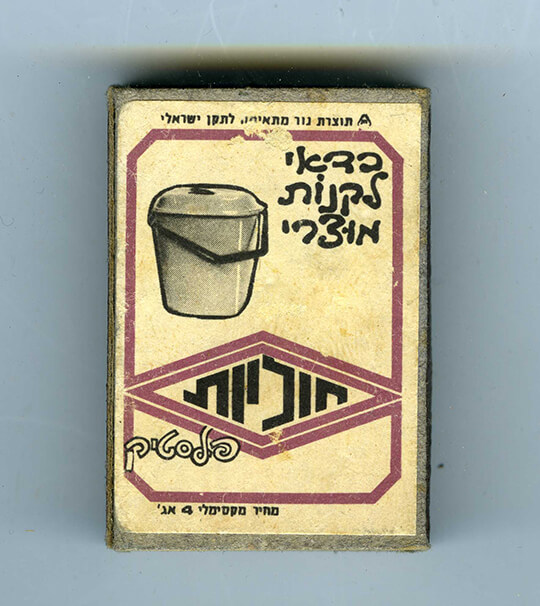 תוצרת נור מתאימה לתקן ישראלי
כדאי
לקנות
מוצרי
חוליות
פלסטיק
מחיר מקסימלי 4 אג'